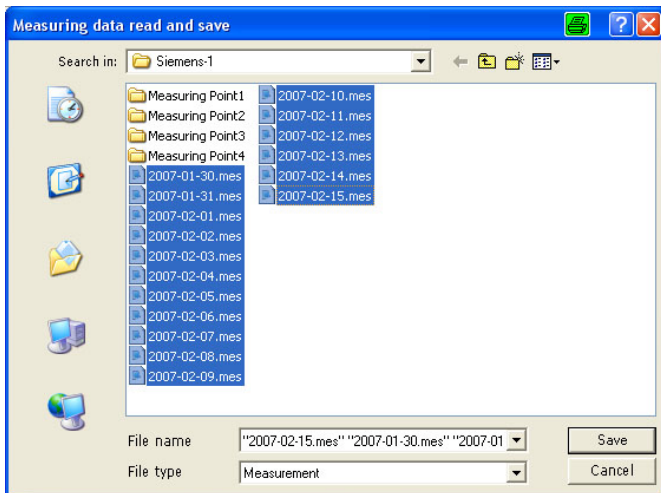 Measuring data read and save
Search in: Siemens-1
Measuring Point1
Measuring Point2
Measuring Point3
Measuring Point4
2007-01-30.mes
2007-01-31.mes
2007-02-01.mes
2007-02-02.mes
2007-02-03.mes
2007-02-04.mes
2007-02-05.mes
2007-02-06.mes
2007-02-07.mes
2007-02-08.mes
2007-02-09.mes
2007-02-10.mes
2007-02-11.mes
2007-02-12.mes
2007-02-13.mes
2007-02-14.mes
2007-02-15.mes
File name "2007-02-15.mes" "2007-01-30.mes" "2007-01 Save
File type Measurement Cancel